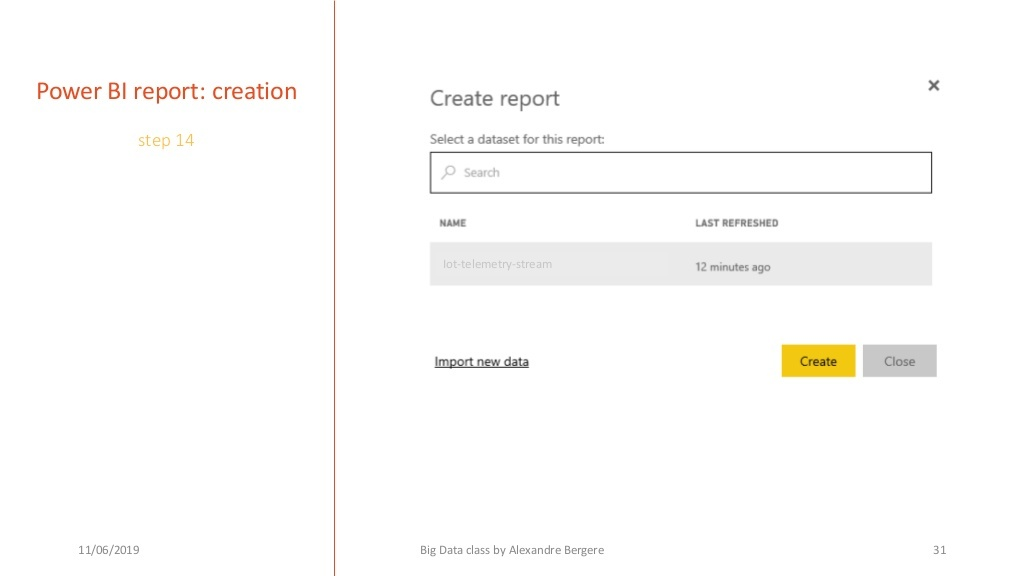 Power BI report: creation
step 14
Create report
Select a dataset for this report:
Search
NAME LAST REFRESHED
Iot-telemetry-stream 12 minutes ago
Import new data Create Close
11/06/2019 Big Data class by Alexandre Bergere 31